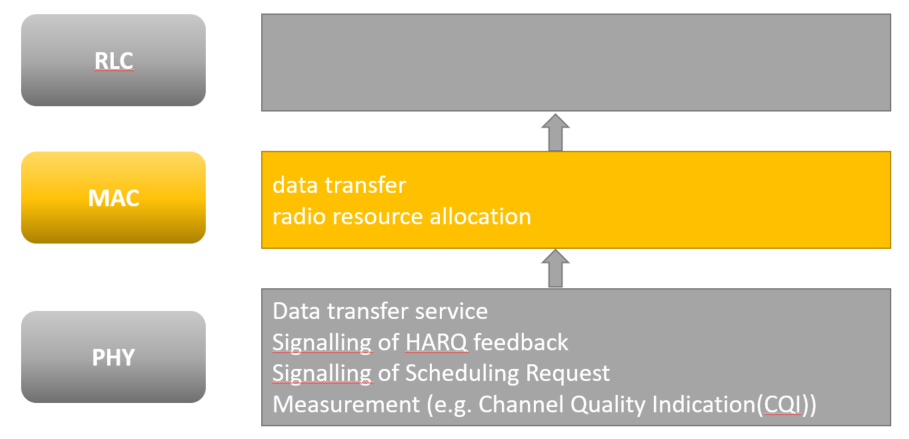 RLC
MAC
data transfer
radio resource allocation
PHY
Data transfer service
Signalling of HARQ feedback
Signalling of Scheduling Request
Measurement (e.g. Channel Quality Indication(CQI))